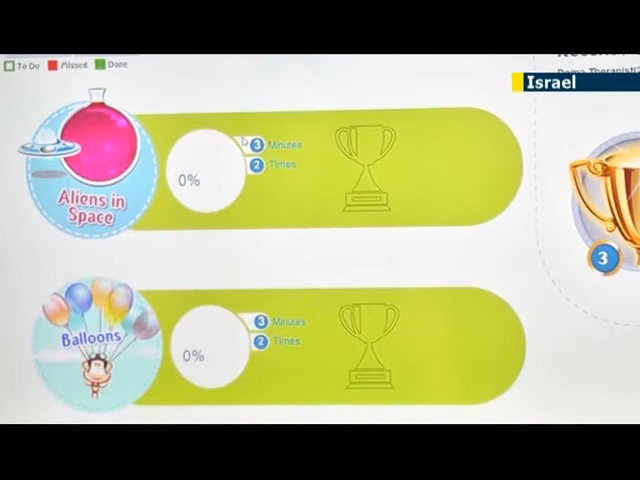 To Do
Missed
Done
Israel
Aliens in
Space
0%
3 Minutes
2 Times
3
Balloons
0%
3 Minutes
2 Times